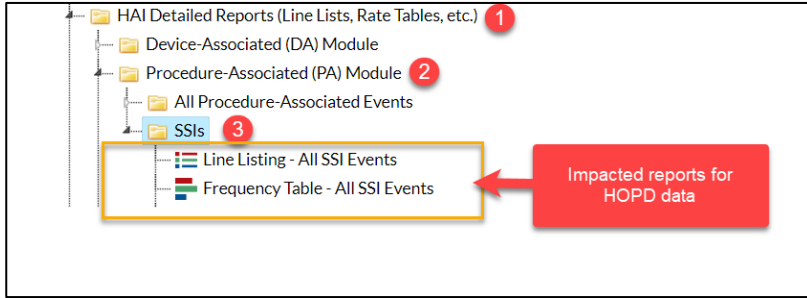 HAI Detailed Reports (Line Lists, Rate Tables, etc.) 1
Device-Associated (DA) Module
Procedure-Associated (PA) Module 2
All Procedure-Associated Events
SSIs 3
Line Listing - All SSI Events
Frequency Table - All SSI Events
Impacted reports for
HOPD data